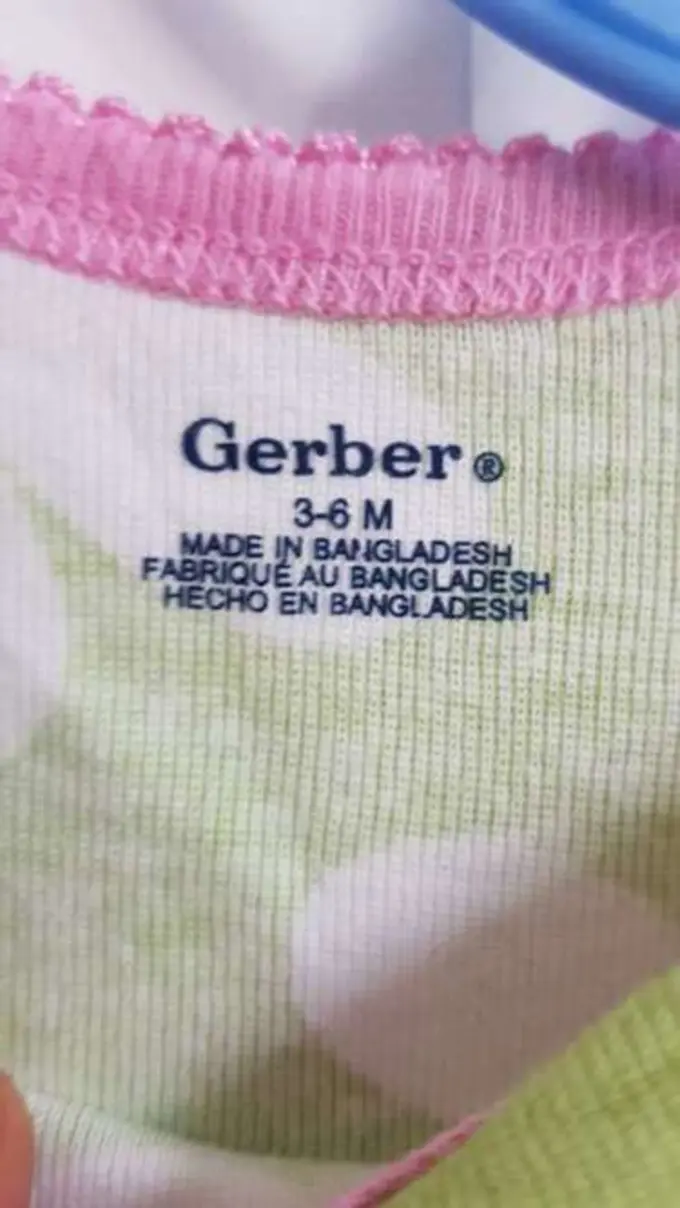 Gerber®
3-6 M
MADE IN BANGLADESH
FABRIQUÉ AU BANGLADESH
HECHO EN BANGLADESH